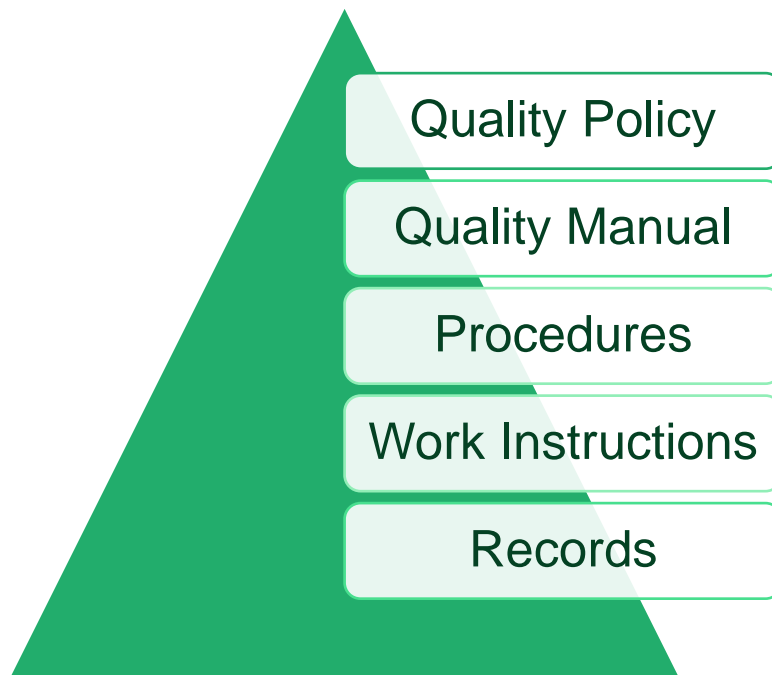 Quality Policy
Quality Manual
Procedures
Work Instructions
Records